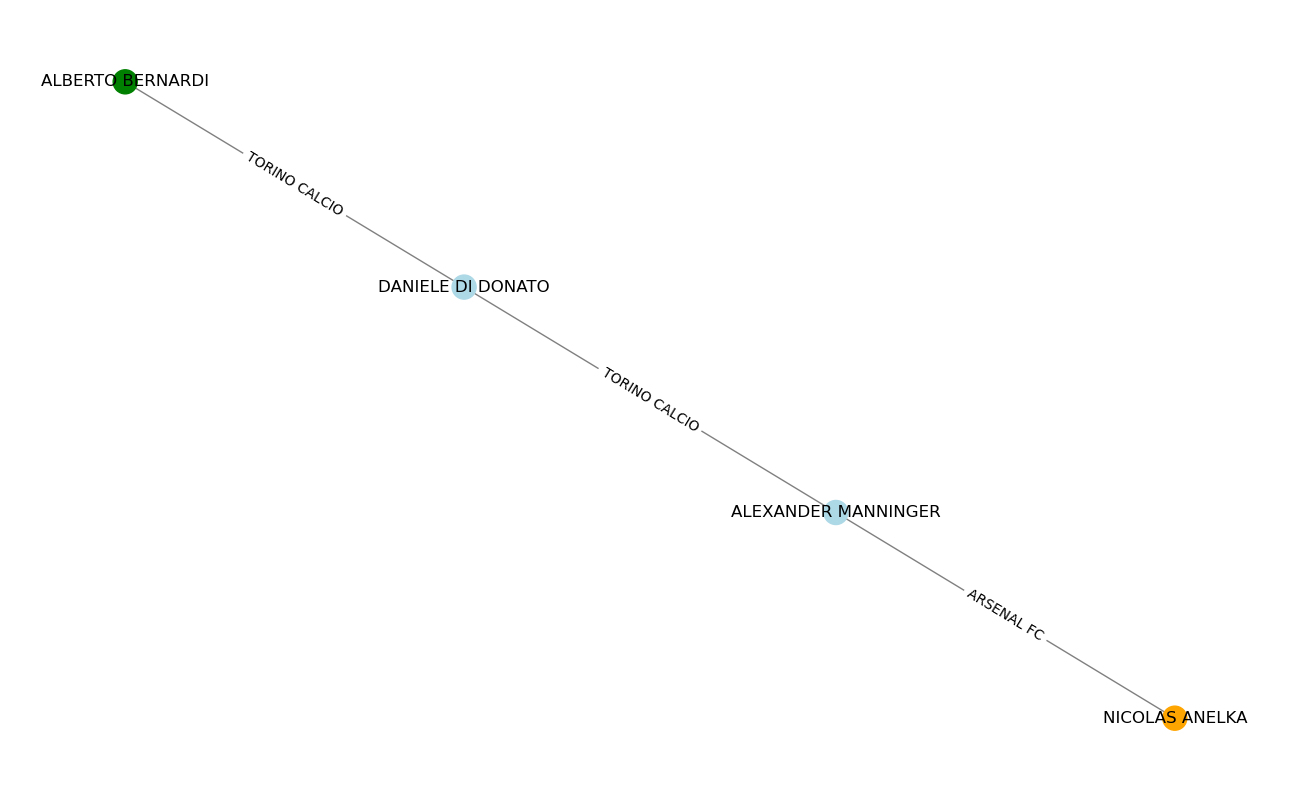 ALBERTO BERNARDI
TORINO CALCIO
DANIELE DI DONATO
TORINO CALCIO
ALEXANDER MANNINGER
ARSENAL FC
NICOLAS ANELKA